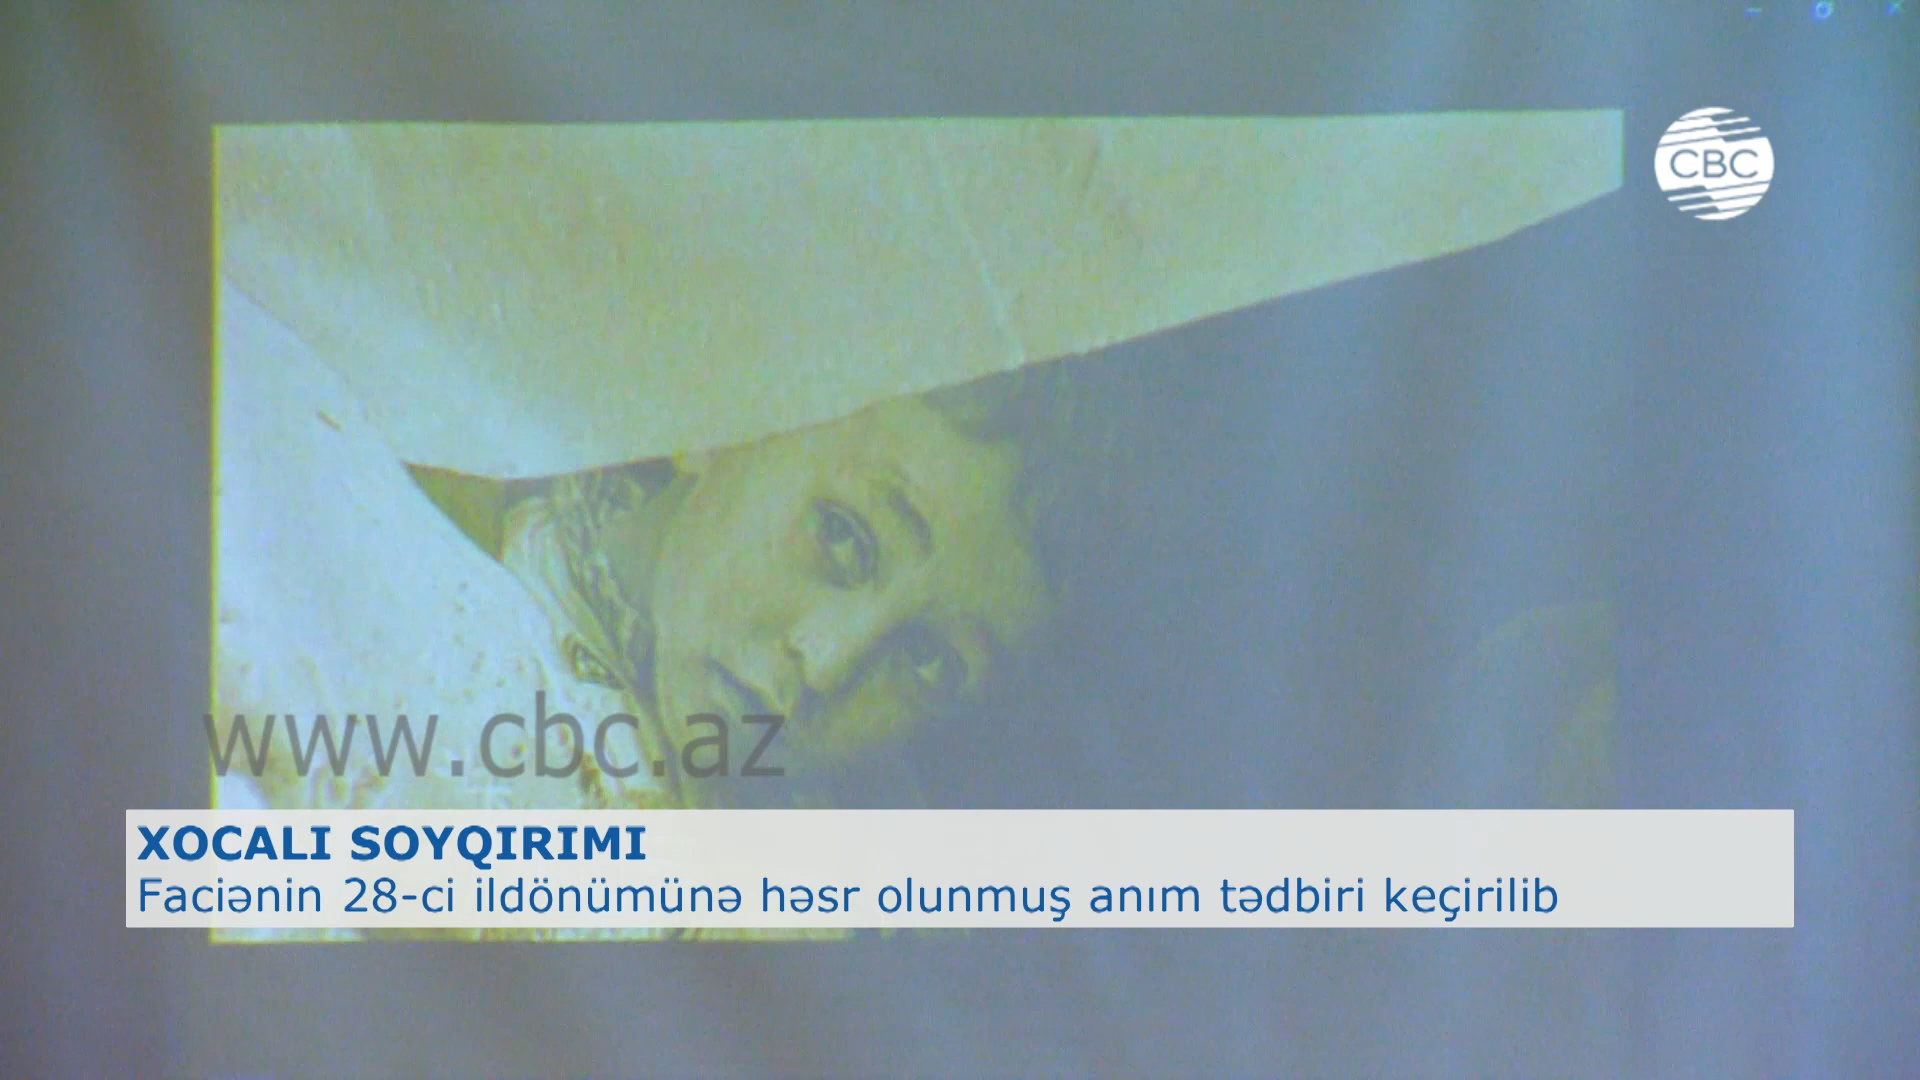 CBC
www.cbc.az
XOCALI SOYQIRIMI
Faciənin 28-ci ildönümünə həsr olunmuş anım tədbiri keçirilib